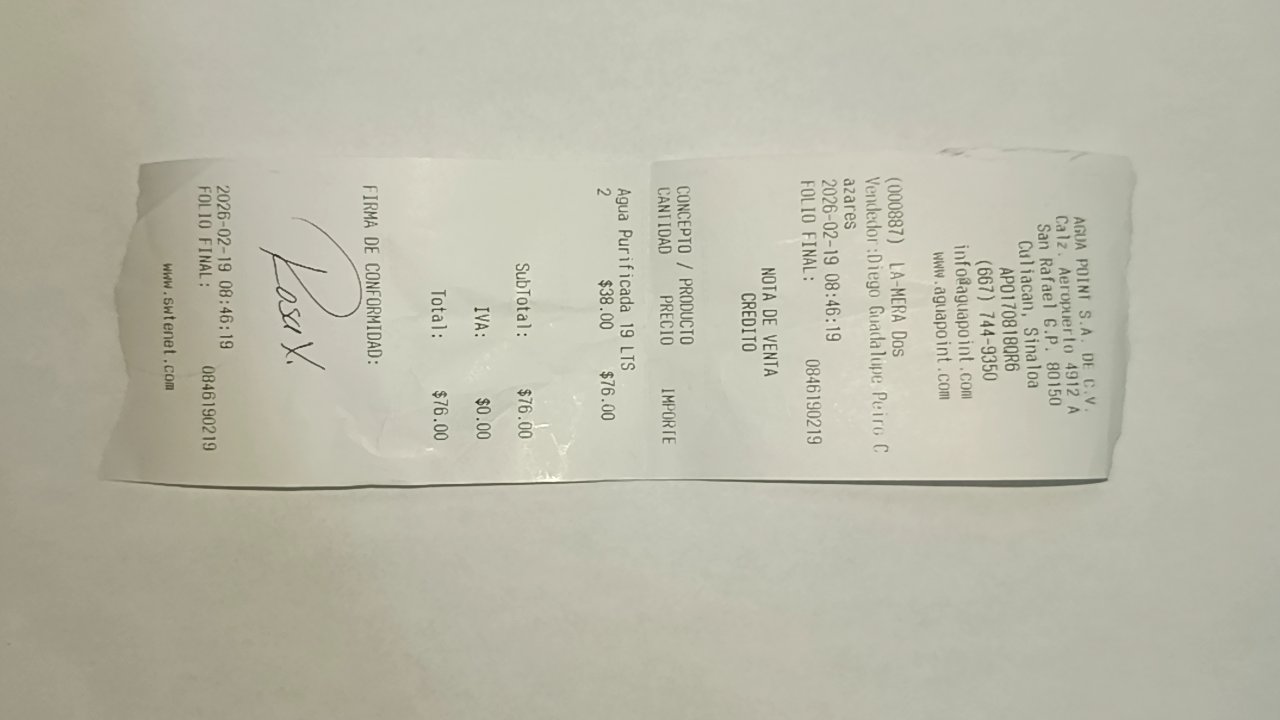 AGUA POINT S.A. DE C.V.
Calz. Aeropuerto 4912 A
San Rafael C.P. 80150
Culiacan, Sinaloa
APO170818QR6
(667) 744-9350
info@aguapoint.com
www.aguapoint.com
(000887) LA-MERA Dos
Vendedor:Diego Guadalupe Peiro C
azares
2026-02-19 08:46:19
FOLIO FINAL: 0846190219
NOTA DE VENTA
CREDITO
CONCEPTO / PRODUCTO
CANTIDAD PRECIO IMPORTE
Agua Purificada 19 LTS
2 $38.00 $76.00
SubTotal: $76.00
IVA: $0.00
Total: $76.00
FIRMA DE CONFORMIDAD:
Rosa X.
2026-02-19 08:46:19
FOLIO FINAL: 0846190219
www.swtenet.com